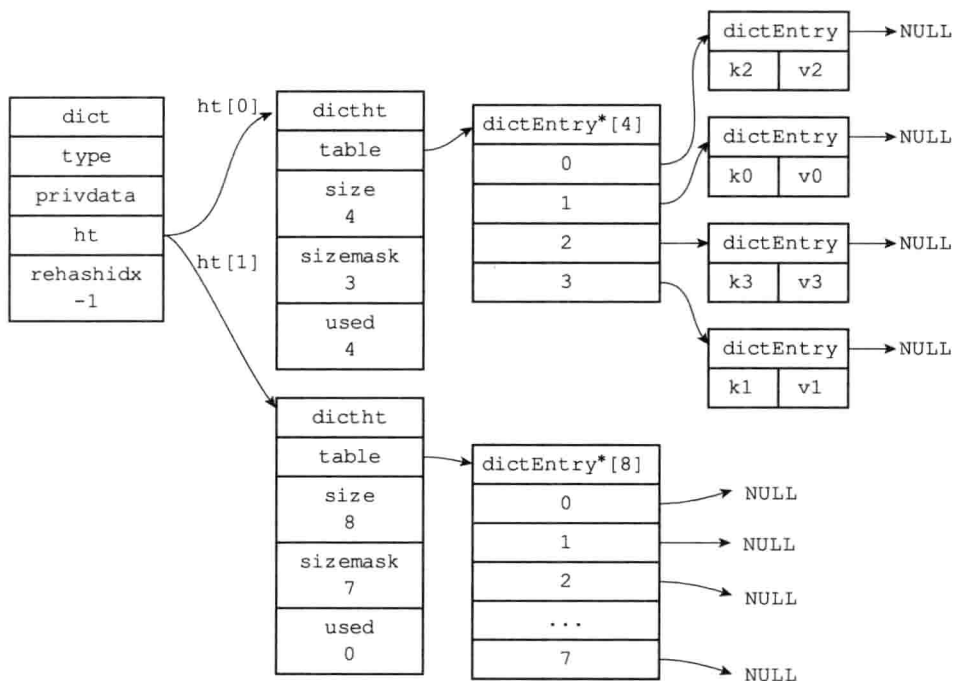 dict
type
privdata
ht
rehashidx
-1
ht[0]
ht[1]
dictht
table
size
4
sizemask
3
used
4
dictEntry*[4]
0
1
2
3
dictEntry
k2 v2
NULL
dictEntry
k0 v0
NULL
dictEntry
k3 v3
NULL
dictEntry
k1 v1
NULL
dictht
table
size
8
sizemask
7
used
0
dictEntry*[8]
0
1
2
...
7
NULL
NULL
NULL
NULL